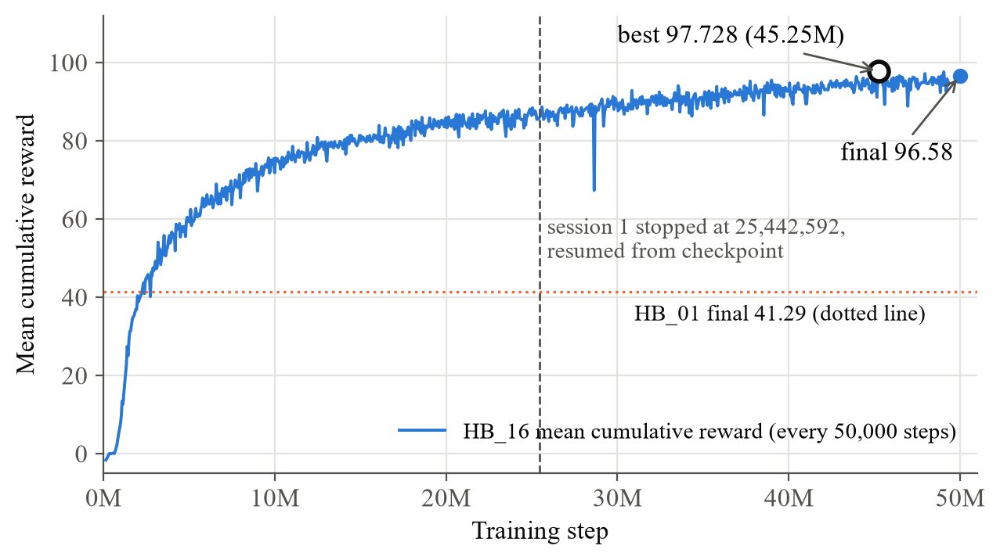 best 97.728 (45.25M)
final 96.58
session 1 stopped at 25,442,592,
resumed from checkpoint
HB_01 final 41.29 (dotted line)
HB_16 mean cumulative reward (every 50,000 steps)
Mean cumulative reward
100
80
60
40
20
0
0M
10M
20M
30M
40M
50M
Training step